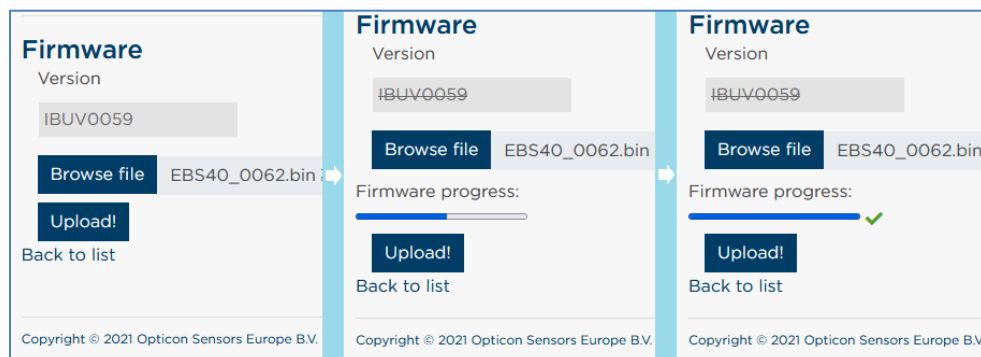 Firmware
Version
IBUV0059
Browse file EBS40_0062.bin
Upload!
Back to list
Copyright © 2021 Opticon Sensors Europe B.V.
Firmware
Version
IBUV0059
Browse file EBS40_0062.bin
Firmware progress:
Upload!
Back to list
Copyright © 2021 Opticon Sensors Europe B.V.
Firmware
Version
IBUV0059
Browse file EBS40_0062.bin
Firmware progress:
Upload!
Back to list
Copyright © 2021 Opticon Sensors Europe B.V